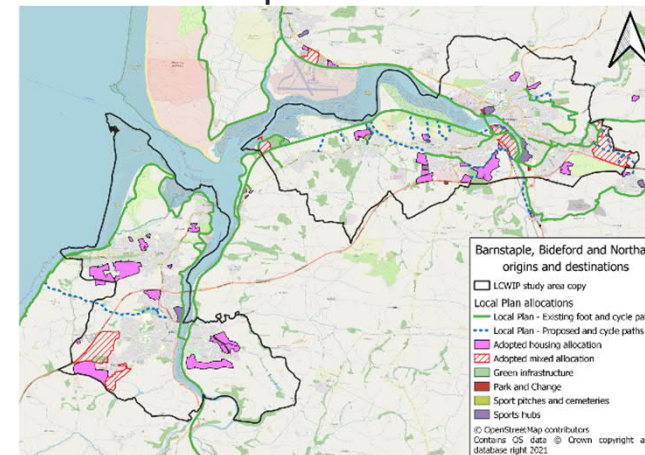 Barnstaple, Bideford and Northa
origins and destinations
LCWIP study area copy
Local Plan allocations
Local Plan - Existing foot and cycle pat
Local Plan - Proposed and cycle paths
Adopted housing allocation
Adopted mixed allocation
Green infrastructure
Park and Change
Sport pitches and cemeteries
Sports hubs
© OpenStreetMap contributors
Contains OS data © Crown copyright a
database right 2021